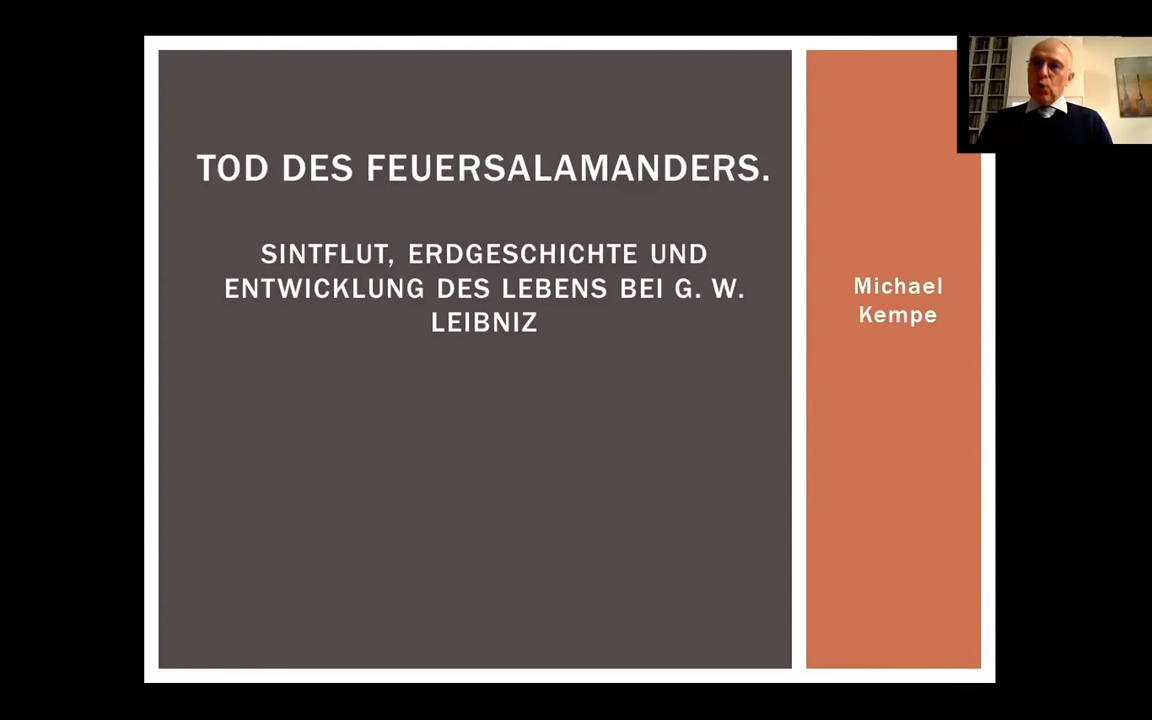 TOD DES FEUERSALAMANDERS.
SINTFLUT, ERDGESCHICHTE UND
ENTWICKLUNG DES LEBENS BEI G. W.
LEIBNIZ
Michael
Kempe